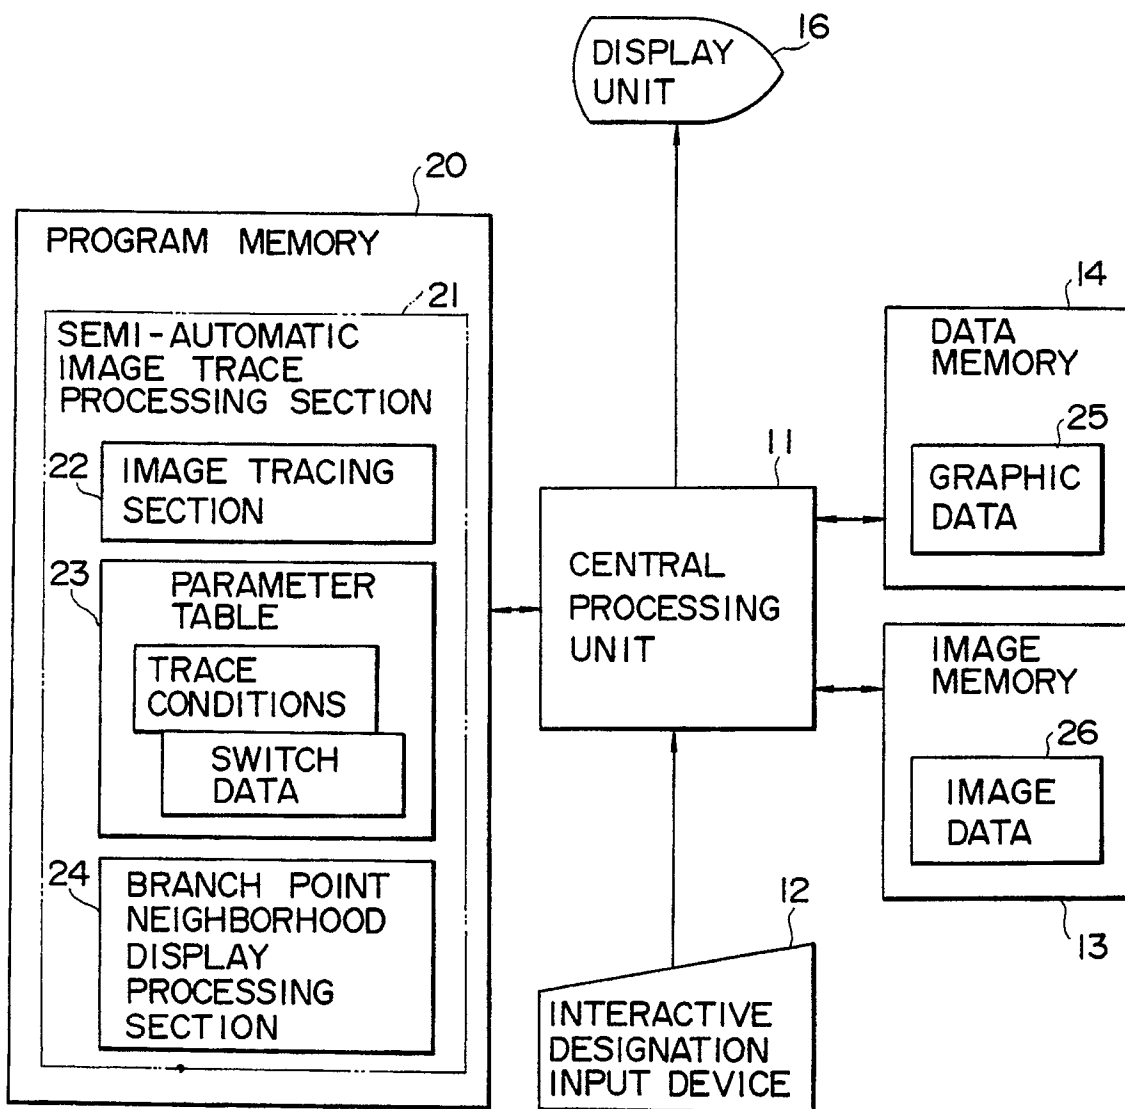 16
DISPLAY
UNIT
20
PROGRAM MEMORY
21
SEMI-AUTOMATIC
IMAGE TRACE
PROCESSING SECTION
22
IMAGE TRACING
SECTION
23
PARAMETER
TABLE
TRACE
CONDITIONS
SWITCH
DATA
24
BRANCH POINT
NEIGHBORHOOD
DISPLAY
PROCESSING
SECTION
11
CENTRAL
PROCESSING
UNIT
14
DATA
MEMORY
25
GRAPHIC
DATA
IMAGE
MEMORY
26
IMAGE
DATA
13
12
INTERACTIVE
DESIGNATION
INPUT DEVICE